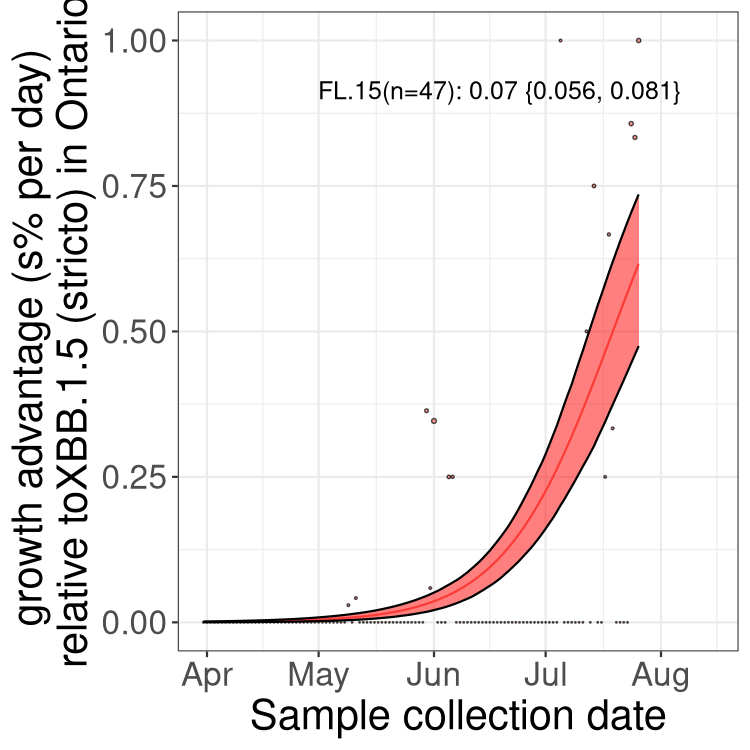 growth advantage (s% per day)
relative toXBB.1.5 (stricto) in Ontario
1.00
0.75
0.50
0.25
0.00
FL.15(n=47): 0.07 {0.056, 0.081}
Apr May Jun Jul Aug
Sample collection date